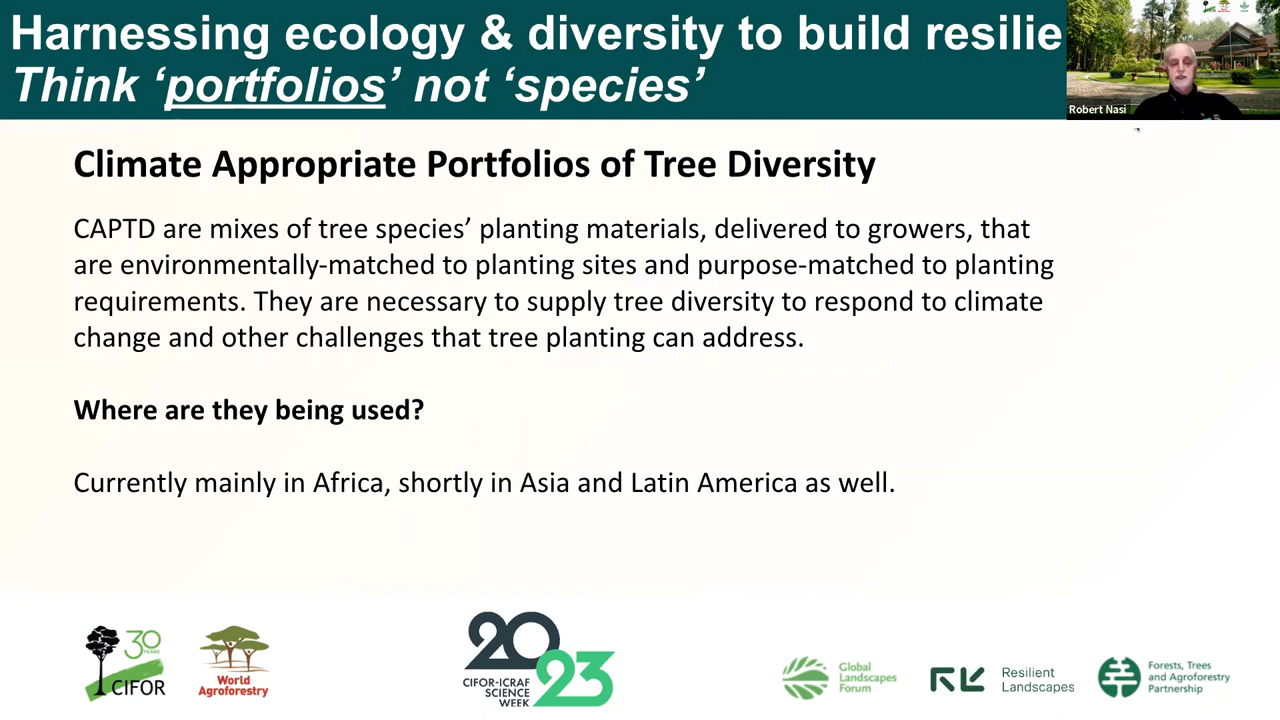 Harnessing ecology & diversity to build resilie
Think ‘portfolios’ not ‘species’
Robert Nasi
Climate Appropriate Portfolios of Tree Diversity
CAPTD are mixes of tree species’ planting materials, delivered to growers, that
are environmentally-matched to planting sites and purpose-matched to planting
requirements. They are necessary to supply tree diversity to respond to climate
change and other challenges that tree planting can address.
Where are they being used?
Currently mainly in Africa, shortly in Asia and Latin America as well.
30
YEARS
CIFOR
World
Agroforestry
2023
CIFOR-ICRAF
SCIENCE
WEEK
Global
Landscapes
Forum
Resilient
Landscapes
Forests, Trees
and Agroforestry
Partnership